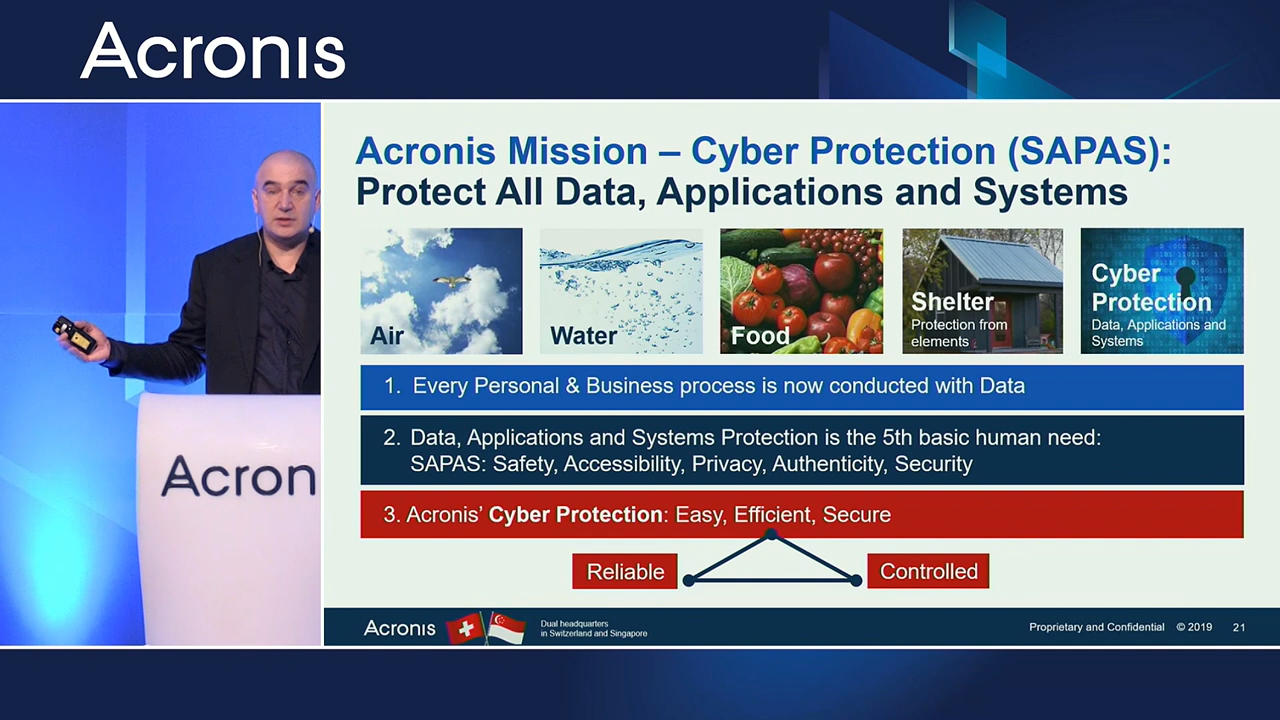 Acronis
Acronis Mission – Cyber Protection (SAPAS):
Protect All Data, Applications and Systems
Air
Water
Food
Shelter
Protection from
elements
Cyber
Protection
Data, Applications and
Systems
1. Every Personal & Business process is now conducted with Data
2. Data, Applications and Systems Protection is the 5th basic human need:
SAPAS: Safety, Accessibility, Privacy, Authenticity, Security
3. Acronis’ Cyber Protection: Easy, Efficient, Secure
Reliable
Controlled
Acron
Acronis
Dual headquarters
in Switzerland and Singapore
Proprietary and Confidential © 2019 21